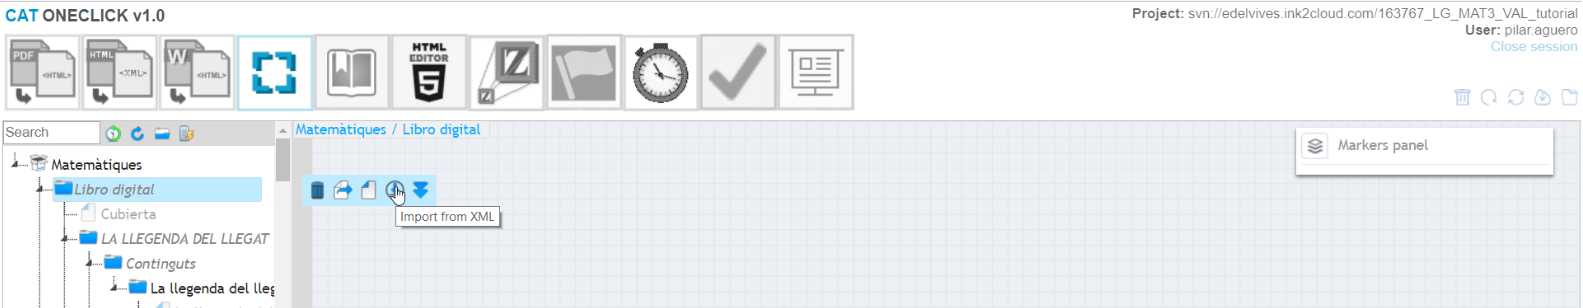 CAT ONECLICK v1.0
Project: svn://edelvives.ink2cloud.com/163767_LG_MAT3_VAL_tutorial
User: pilar.aguero
Close session
PDF <HTML>
HTML <XML>
W <HTML>
HTML EDITOR 5
Z Z
Search
Matemàtiques / Libro digital
Markers panel
Matemàtiques
Libro digital
Cubierta
Import from XML
LA LLEGENDA DEL LLEGAT
Continguts
La llegenda del lleg